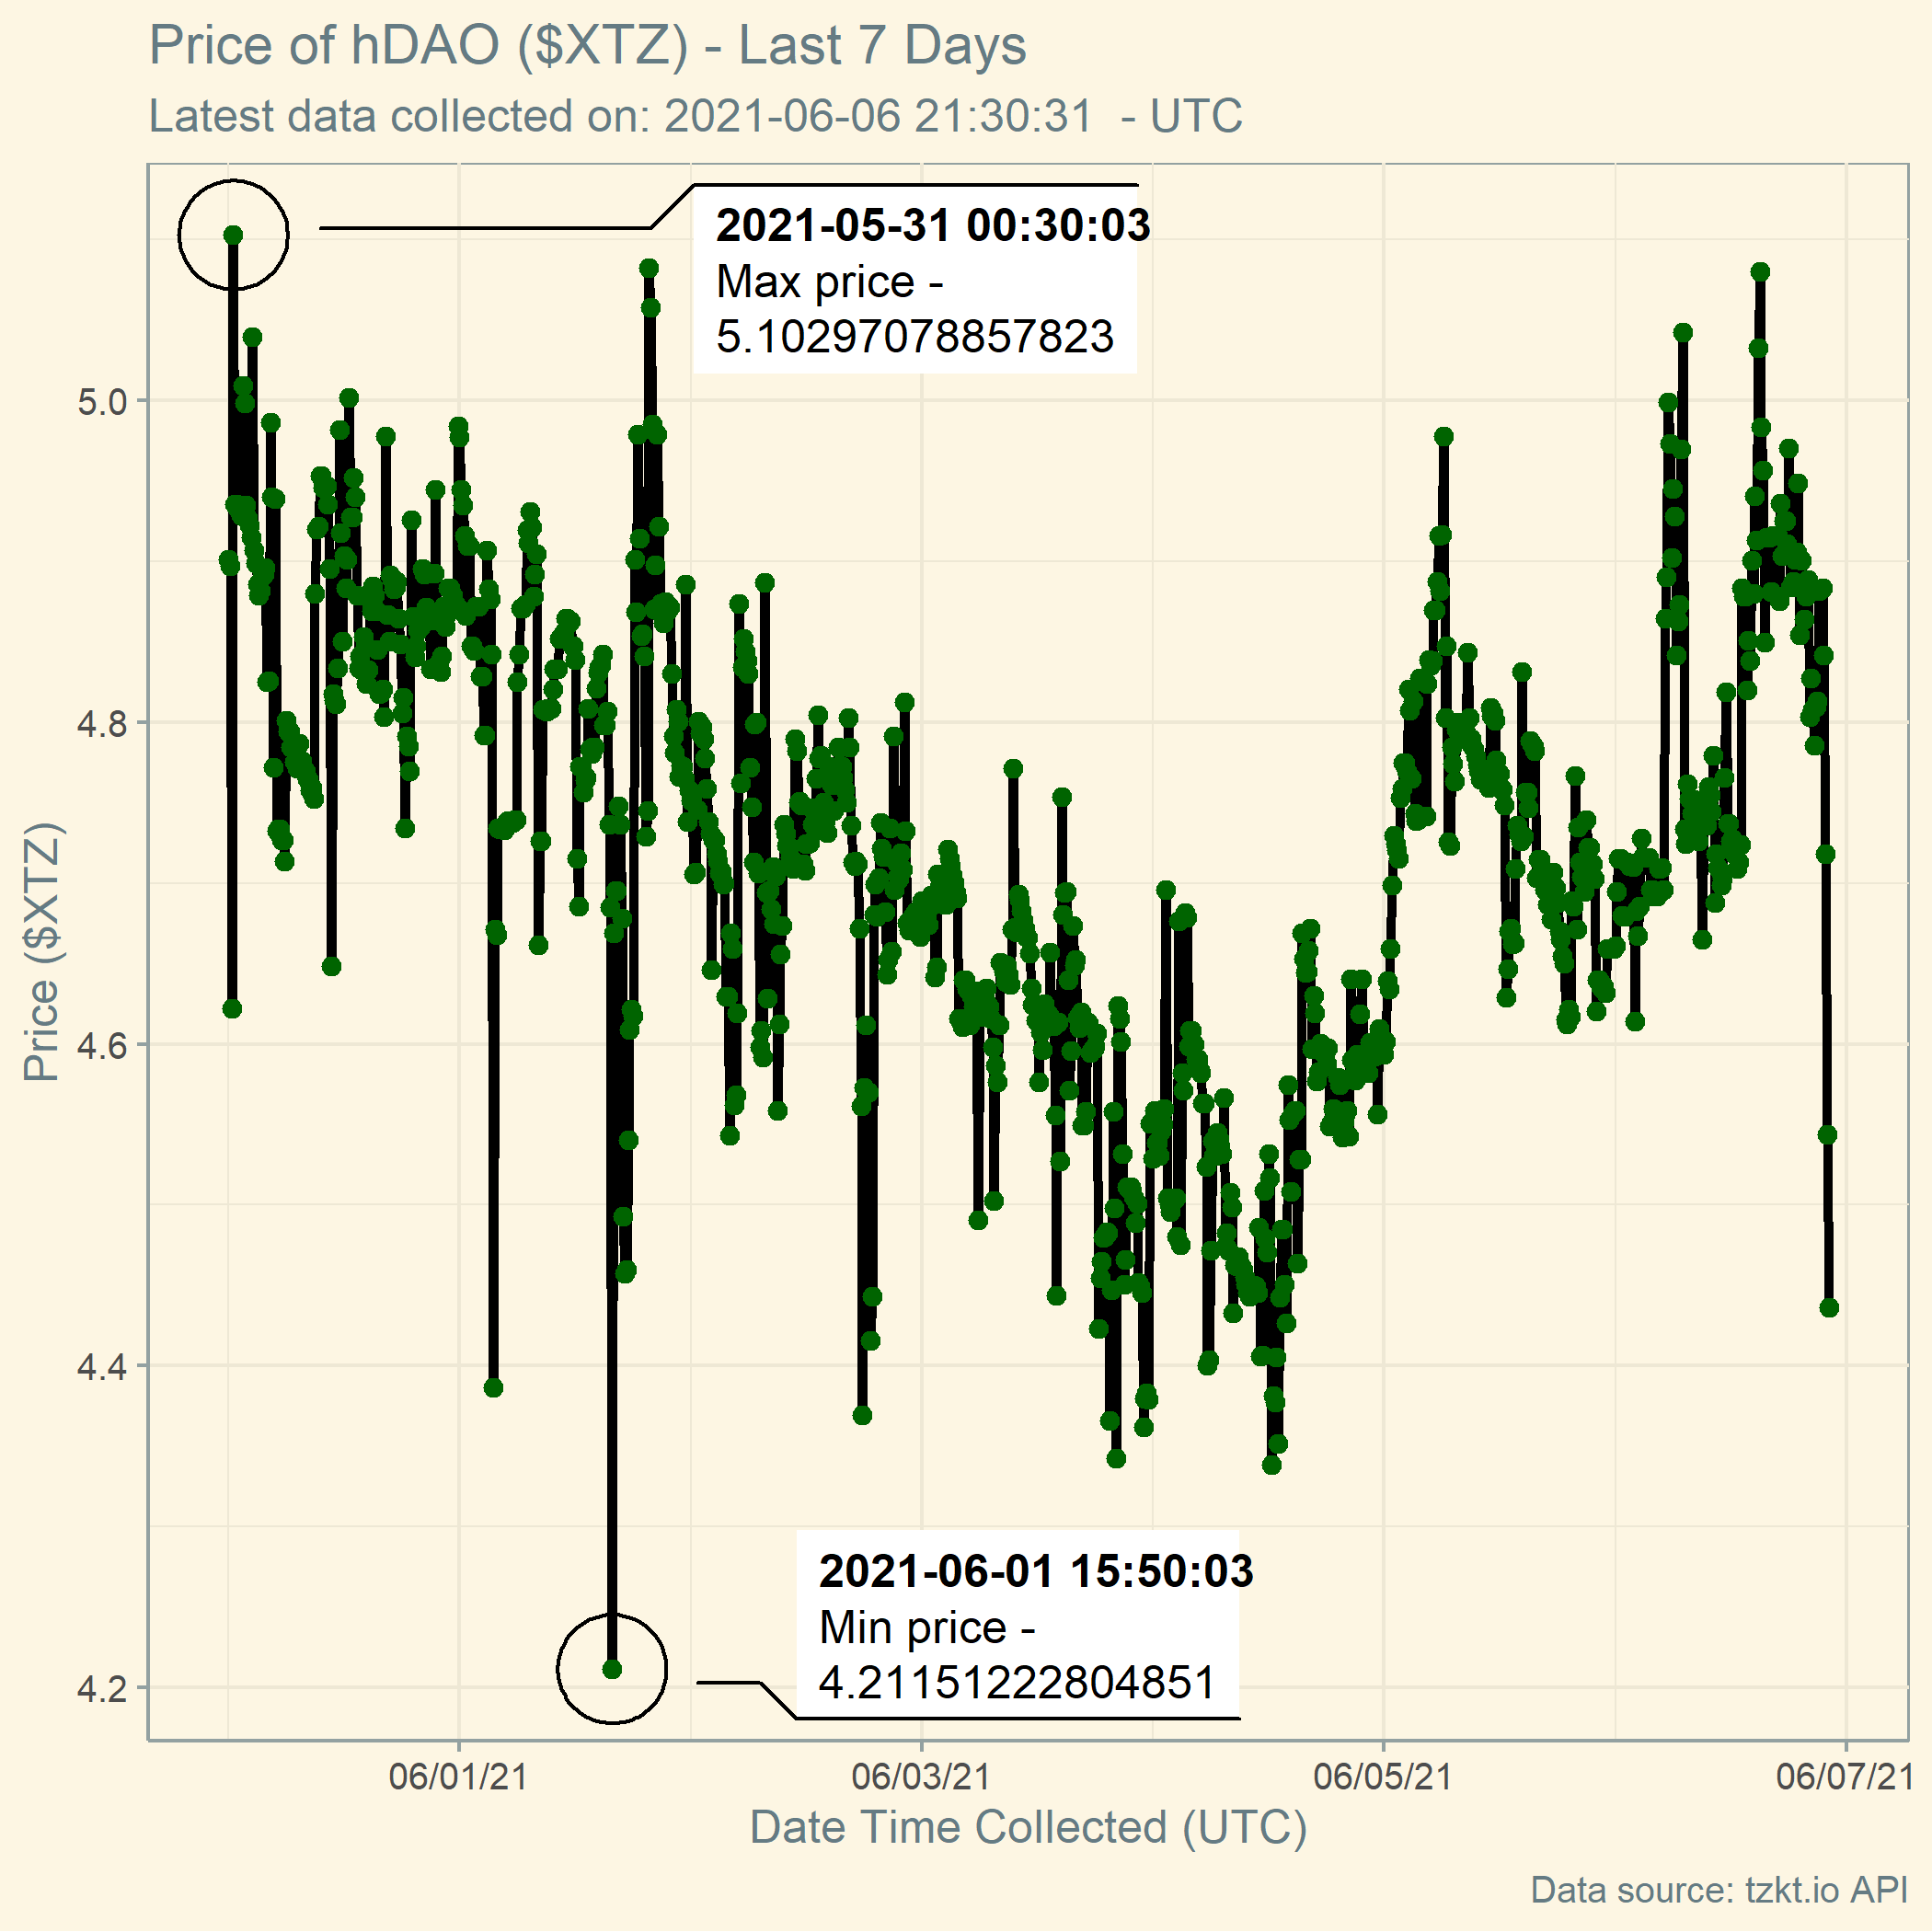 Price of hDAO ($XTZ) - Last 7 Days
Latest data collected on: 2021-06-06 21:30:31  - UTC
2021-05-31 00:30:03
Max price -
5.10297078857823
5.0
4.8
4.6
4.4
4.2
Price ($XTZ)
2021-06-01 15:50:03
Min price -
4.21151222804851
06/01/21
06/03/21
06/05/21
06/07/21
Date Time Collected (UTC)
Data source: tzkt.io API